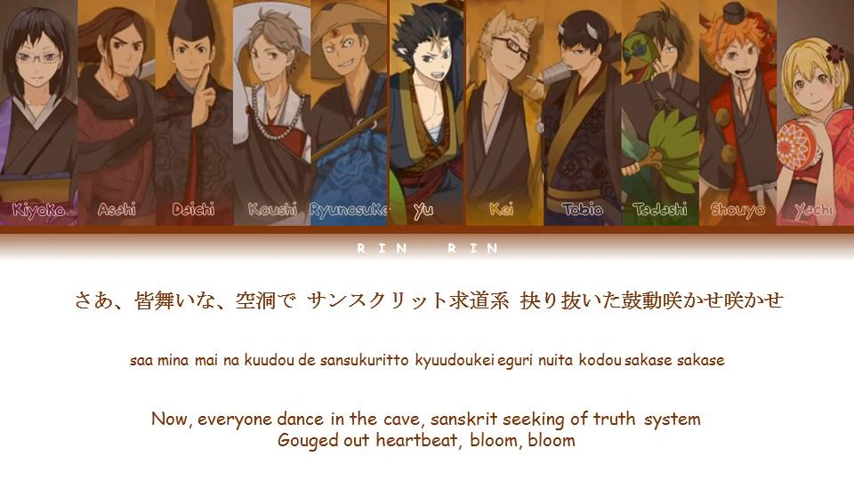 Kiyoko Asahi Daichi Koushi Ryunosuke Yu Kei Tobio Tadashi Shouyo Yachi
RIN RIN
さあ、皆舞いな、空洞で サンスクリット求道系 抉り抜いた鼓動咲かせ咲かせ
saa mina mai na kuudou de sansukuritto kyuudoukei eguri nuita kodou sakase sakase
Now, everyone dance in the cave, sanskrit seeking of truth system
Gouged out heartbeat, bloom, bloom